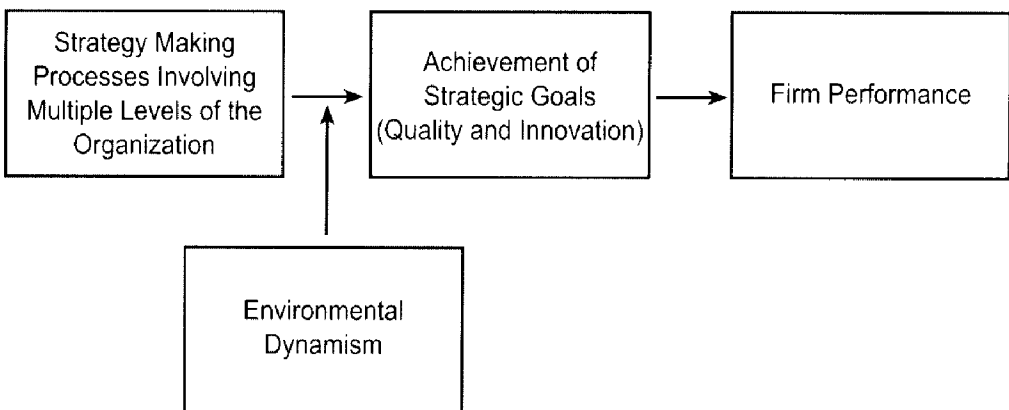 Strategy Making
Processes Involving
Multiple Levels of the
Organization
Achievement of
Strategic Goals
(Quality and Innovation)
Firm Performance
Environmental
Dynamism